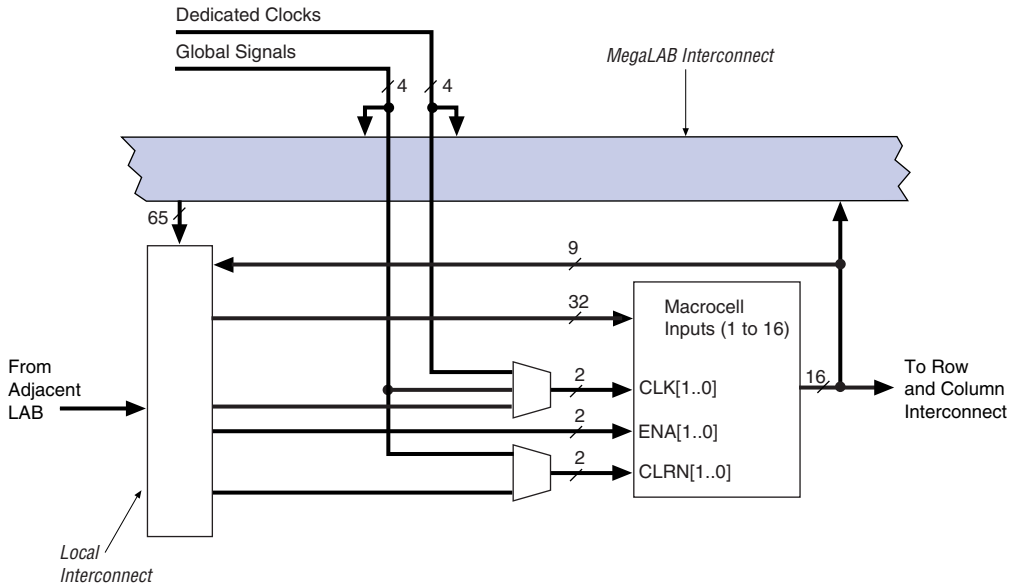 Dedicated Clocks
Global Signals
MegaLAB Interconnect
4
4
65
9
32
Macrocell
Inputs (1 to 16)
From
Adjacent
LAB
2
CLK[1..0]
16
To Row
and Column
Interconnect
2
ENA[1..0]
2
CLRN[1..0]
Local
Interconnect